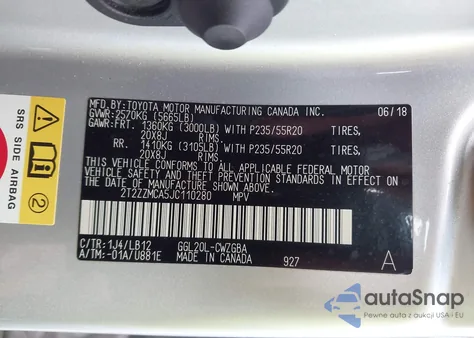 MFD.BY: TOYOTA MOTOR MANUFACTURING CANADA INC. 06/18
GVWR: 2570KG (5665LB)
GAWR: FRT. 1360KG (3000LB) WITH P235/55R20 TIRES,
20X8J RIMS.
RR. 1410KG (3105LB) WITH P235/55R20 TIRES,
20X8J RIMS.
THIS VEHICLE CONFORMS TO ALL APPLICABLE FEDERAL MOTOR
VEHICLE SAFETY AND THEFT PREVENTION STANDARDS IN
EFFECT ON THE DATE OF MANUFACTURE SHOWN ABOVE.
2T2ZZMCA5JC110280 MPV
C/TR: 1J4/LB12 GGL20L-CWZGBA
A/TM: -01A/U881E MADE IN CANADA 927 A
SRS SIDE AIRBAG
2
autoSnap
Pewne auta z aukcji USA i EU